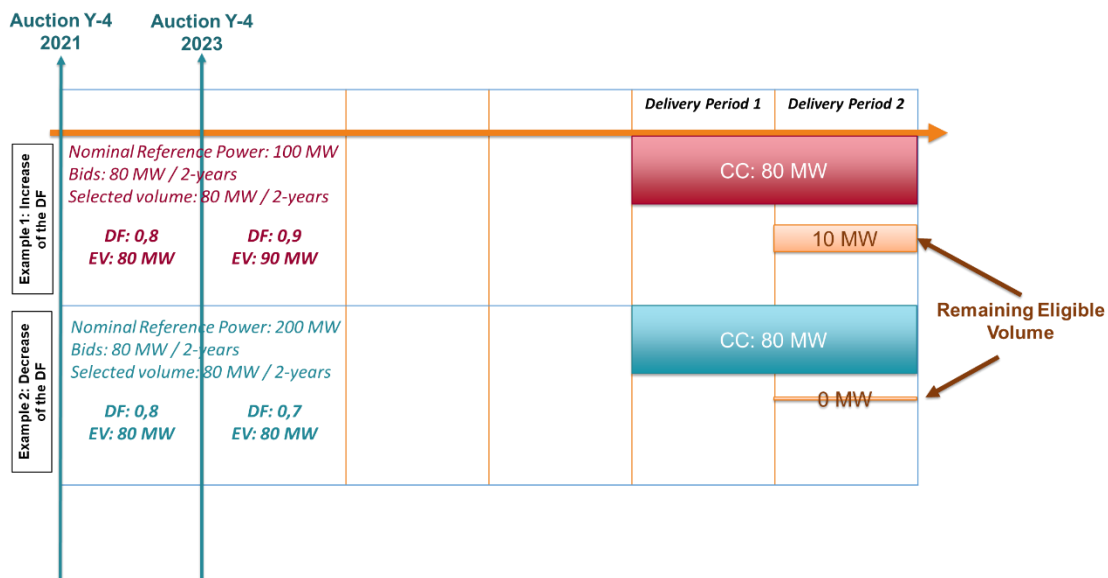 Auction Y-4
2021
Auction Y-4
2023
Delivery Period 1
Delivery Period 2
Example 1: Increase
of the DF
Nominal Reference Power: 100 MW
Bids: 80 MW / 2-years
Selected volume: 80 MW / 2-years
DF: 0,8
EV: 80 MW
DF: 0,9
EV: 90 MW
CC: 80 MW
10 MW
Remaining Eligible
Volume
Example 2: Decrease
of the DF
Nominal Reference Power: 200 MW
Bids: 80 MW / 2-years
Selected volume: 80 MW / 2-years
DF: 0,8
EV: 80 MW
DF: 0,7
EV: 80 MW
CC: 80 MW
0 MW